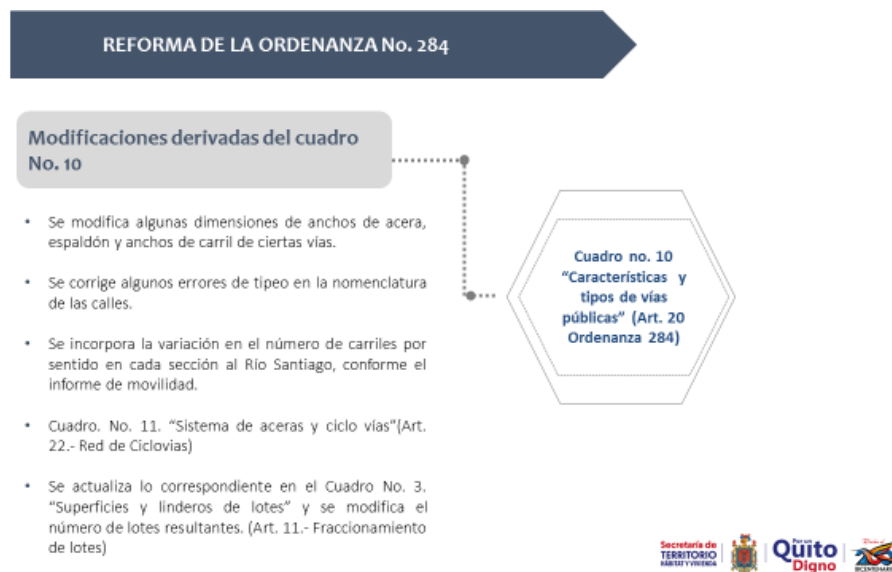 REFORMA DE LA ORDENANZA No. 284
Modificaciones derivadas del cuadro
No. 10
• Se modifica algunas dimensiones de anchos de acera,
espaldón y anchos de carril de ciertas vías.
• Se corrige algunos errores de tipeo en la nomenclatura
de las calles.
• Se incorpora la variación en el número de carriles por
sentido en cada sección al Río Santiago, conforme el
informe de movilidad.
• Cuadro. No. 11. “Sistema de aceras y ciclo vías”(Art.
22.- Red de Ciclovias)
• Se actualiza lo correspondiente en el Cuadro No. 3.
“Superficies y linderos de lotes” y se modifica el
número de lotes resultantes. (Art. 11.- Fraccionamiento
de lotes)
Cuadro no. 10
“Características y
tipos de vías
públicas” (Art. 20
Ordenanza 284)
Secretaría de
TERRITORIO
HÁBITAT Y VIVIENDA
Por un
Quito
Digno
BICENTENARIO